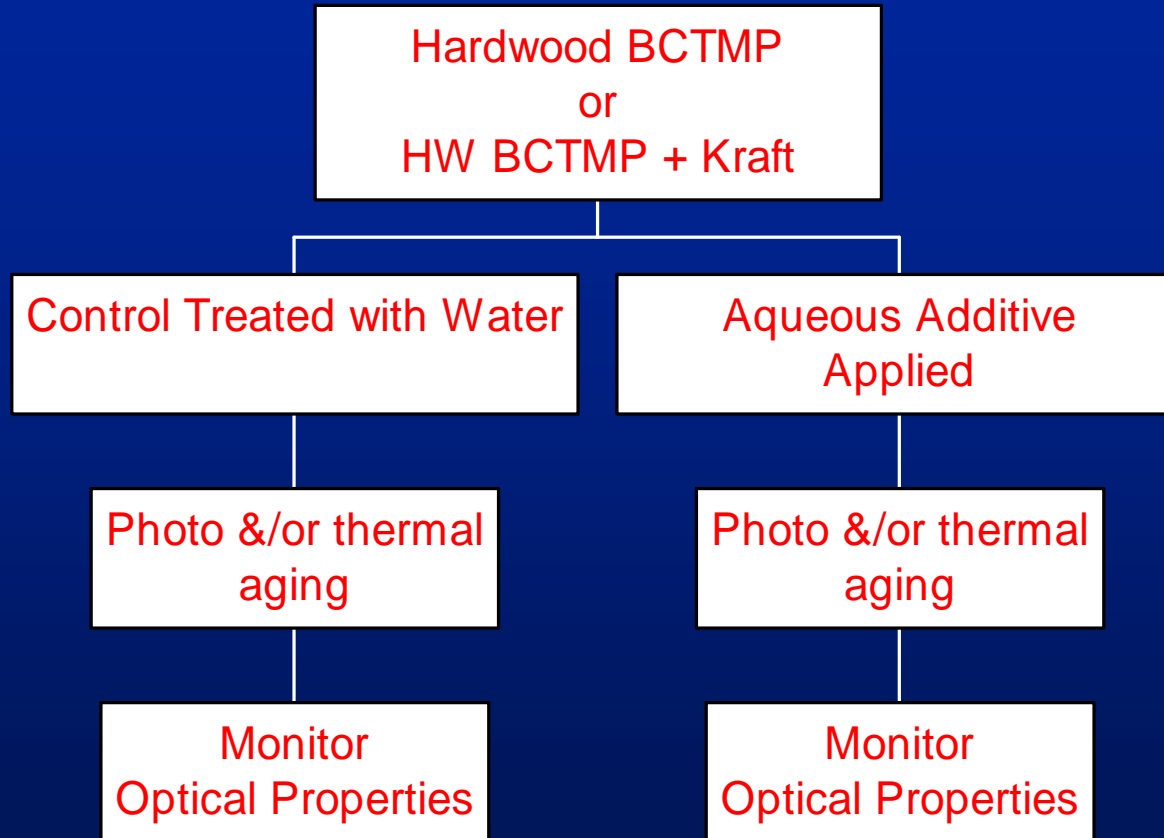 Hardwood BCTMP
or
HW BCTMP + Kraft
Control Treated with Water
Aqueous Additive
Applied
Photo &/or thermal
aging
Photo &/or thermal
aging
Monitor
Optical Properties
Monitor
Optical Properties